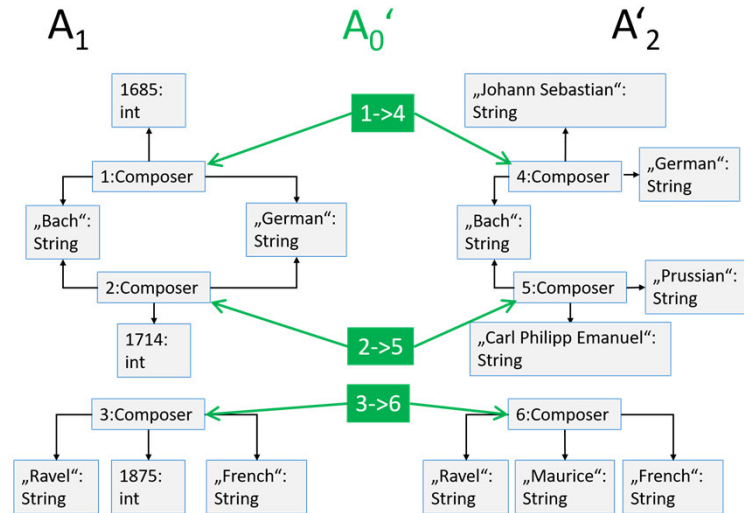 A1
A0‘
A‘2
1685:
int
1->4
„Johann Sebastian“:
String
1:Composer
4:Composer
„German“:
String
„Bach“:
String
„German“:
String
„Bach“:
String
2:Composer
5:Composer
„Prussian“:
String
1714:
int
2->5
„Carl Philipp Emanuel“:
String
3->6
3:Composer
6:Composer
„Ravel“:
String
1875:
int
„French“:
String
„Ravel“:
String
„Maurice“:
String
„French“:
String